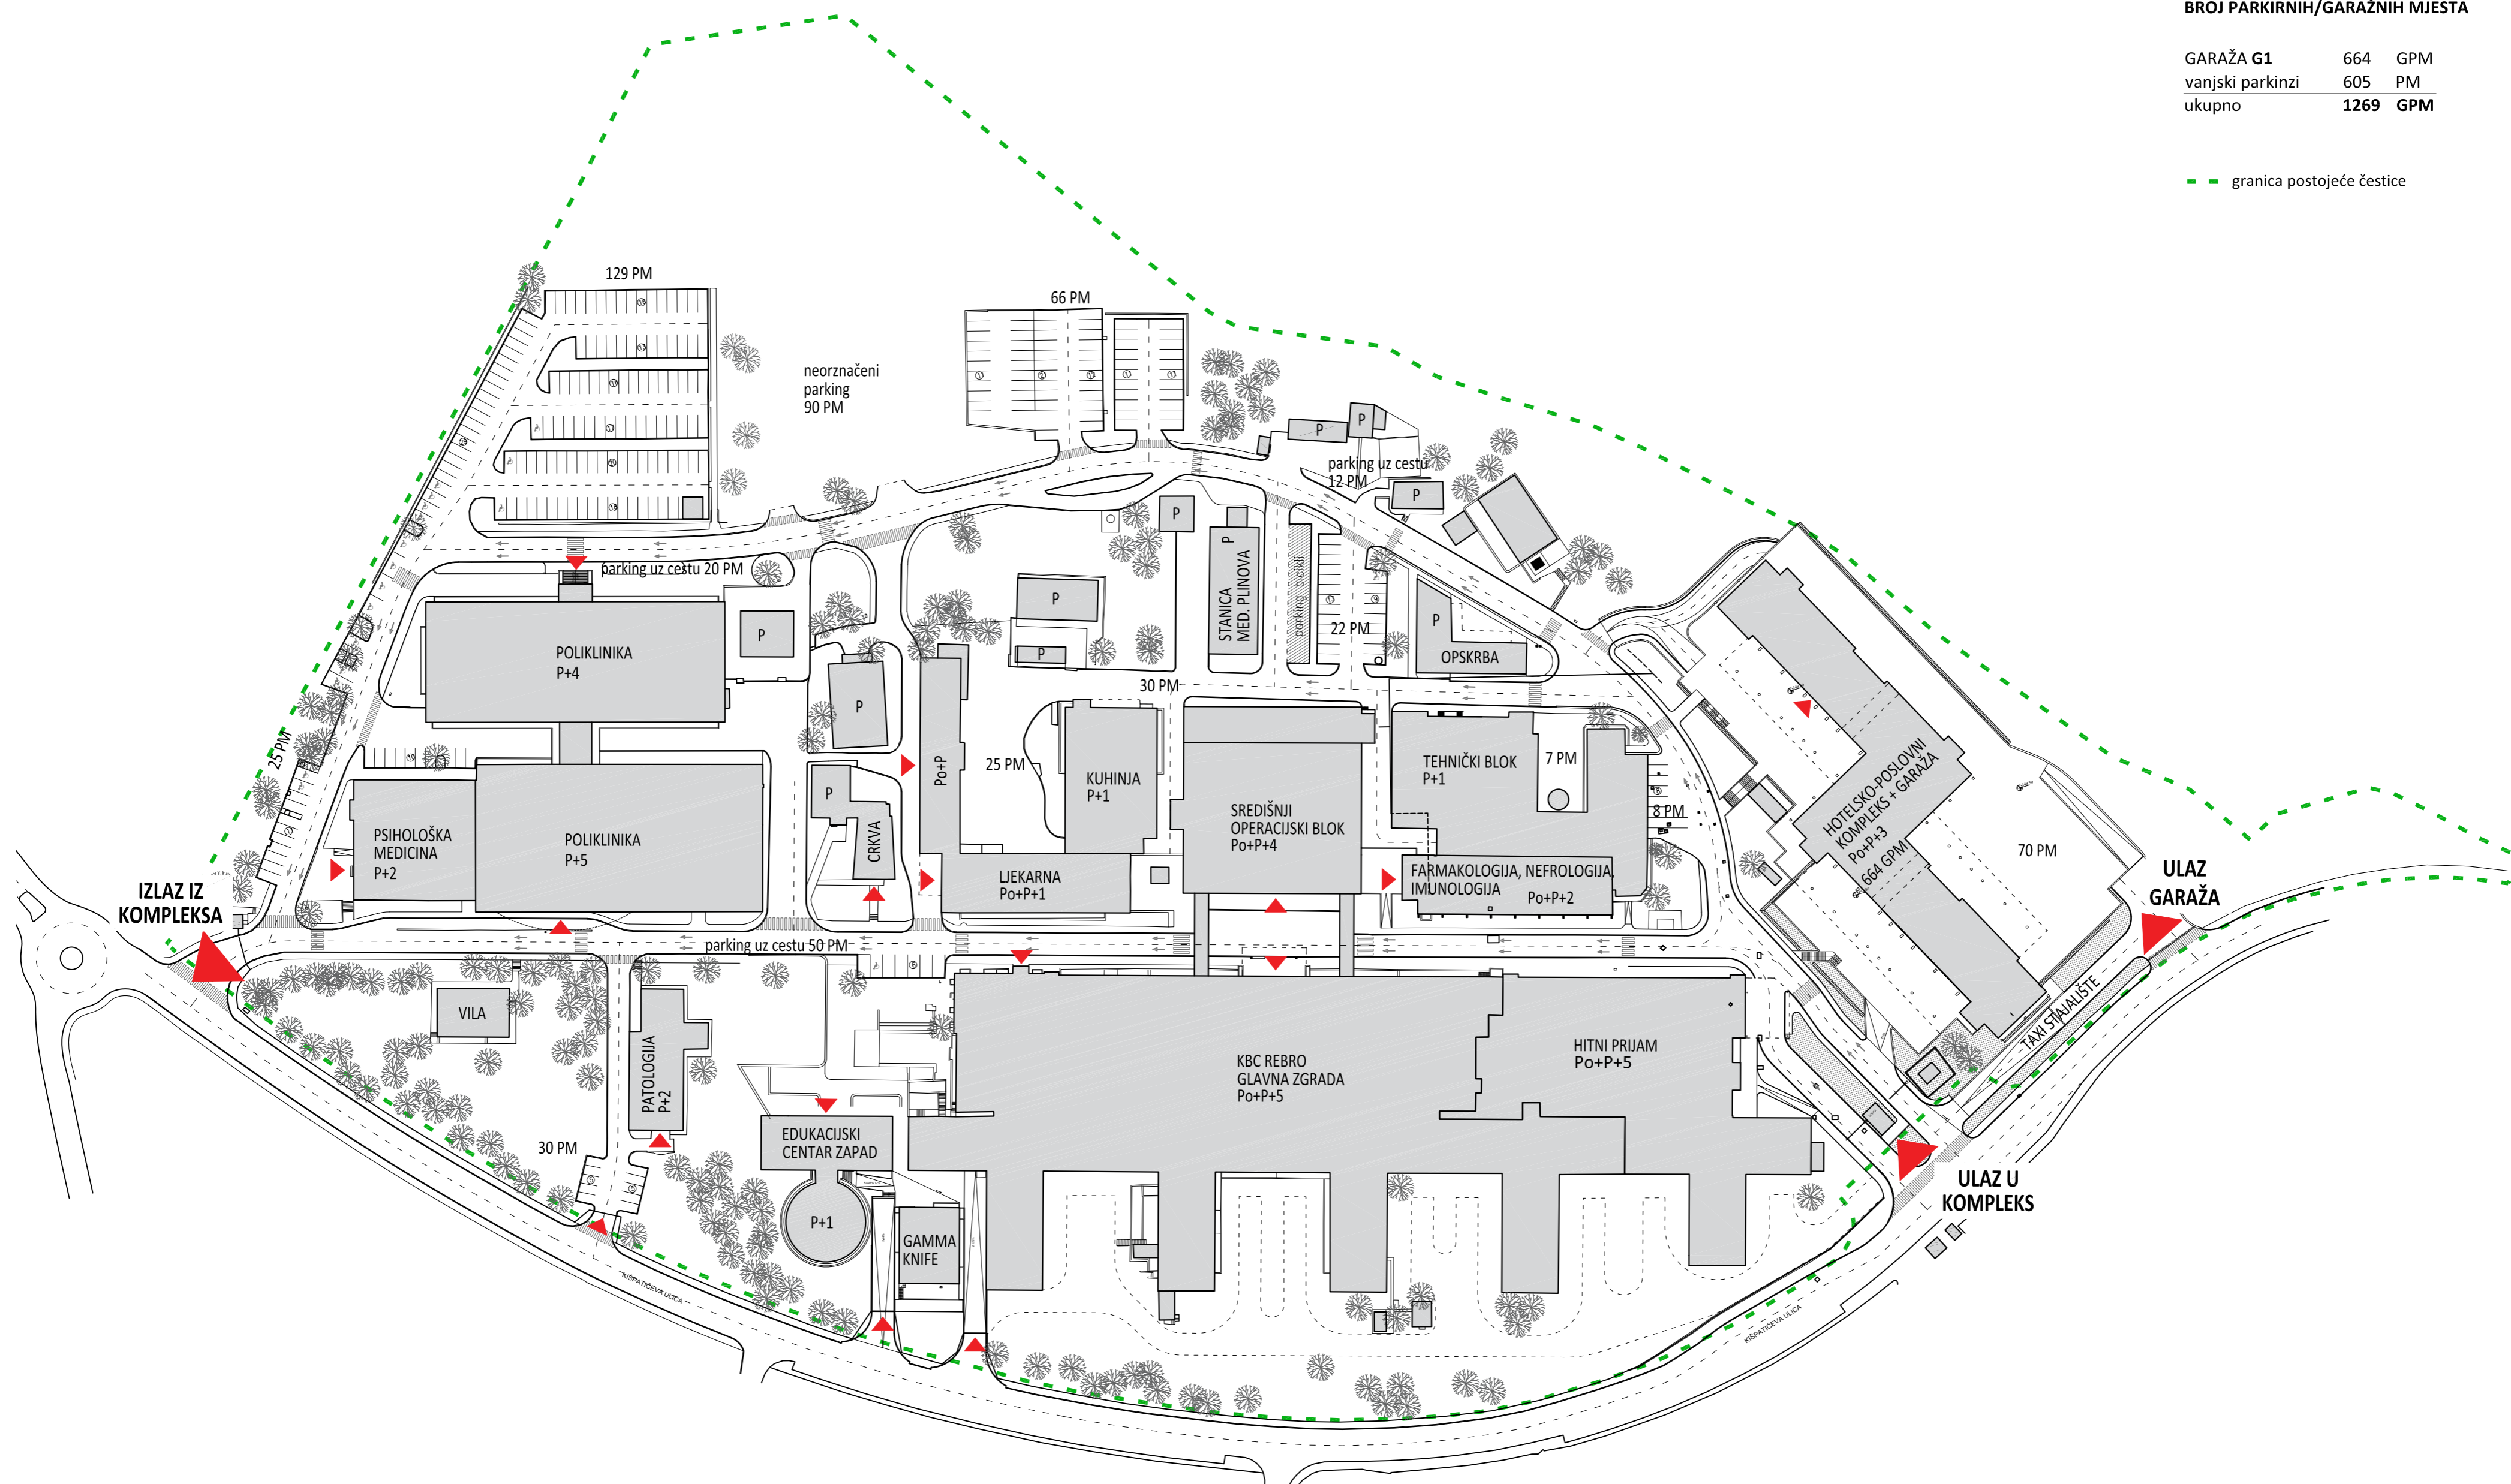 BROJ PARKIRNIH/GARAŽNIH MJESTA
GARAŽA G1 664 GPM
vanjski parkinzi 605 PM
ukupno 1269 GPM
granica postojeće čestice
129 PM
66 PM
neorznačeni
parking
90 PM
P
P
parking uz cestu
12 PM
P
P
STANICA
MED. PLINOVA
P
parking bicikli
22 PM
P
OPSKRBA
parking uz cestu 20 PM
P
P
P
POLIKLINIKA
P+4
30 PM
P
Po+P
25 PM
KUHINJA
P+1
TEHNIČKI BLOK
P+1
7 PM
8 PM
HOTELSKO-POSLOVNI
KOMPLEKS + GARAŽA
Po+P+3
664 GPM
70 PM
25 PM
PSIHOLOŠKA
MEDICINA
P+2
POLIKLINIKA
P+5
P
CRKVA
SREDIŠNJI
OPERACIJSKI BLOK
Po+P+4
LJEKARNA
Po+P+1
FARMAKOLOGIJA, NEFROLOGIJA,
IMUNOLOGIJA Po+P+2
ULAZ
GARAŽA
IZLAZ IZ
KOMPLEKSA
parking uz cestu 50 PM
TAXI STAJALIŠTE
VILA
PATOLOGIJA
P+2
KBC REBRO
GLAVNA ZGRADA
Po+P+5
HITNI PRIJAM
Po+P+5
30 PM
EDUKACIJSKI
CENTAR ZAPAD
P+1
GAMMA
KNIFE
ULAZ U
KOMPLEKS
KIŠPATIĆEVA ULICA
KIŠPATIĆEVA ULICA